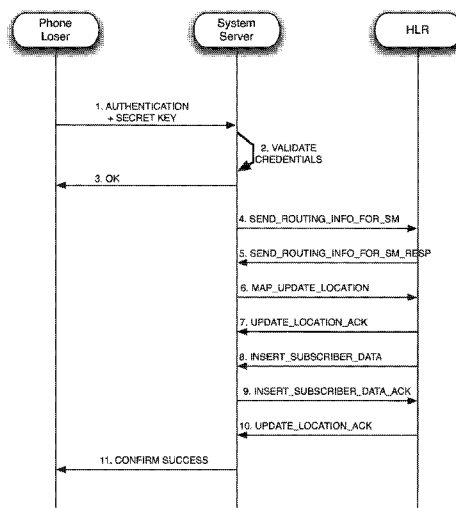 Phone
Loser
System
Server
HLR
1. AUTHENTICATION
+ SECRET KEY
2. VALIDATE
CREDENTIALS
3. OK
4. SEND_ROUTING_INFO_FOR_SM
5. SEND_ROUTING_INFO_FOR_SM_RESP
6. MAP_UPDATE_LOCATION
7. UPDATE_LOCATION_ACK
8. INSERT_SUBSCRIBER_DATA
9. INSERT_SUBSCRIBER_DATA_ACK
10. UPDATE_LOCATION_ACK
11. CONFIRM SUCCESS